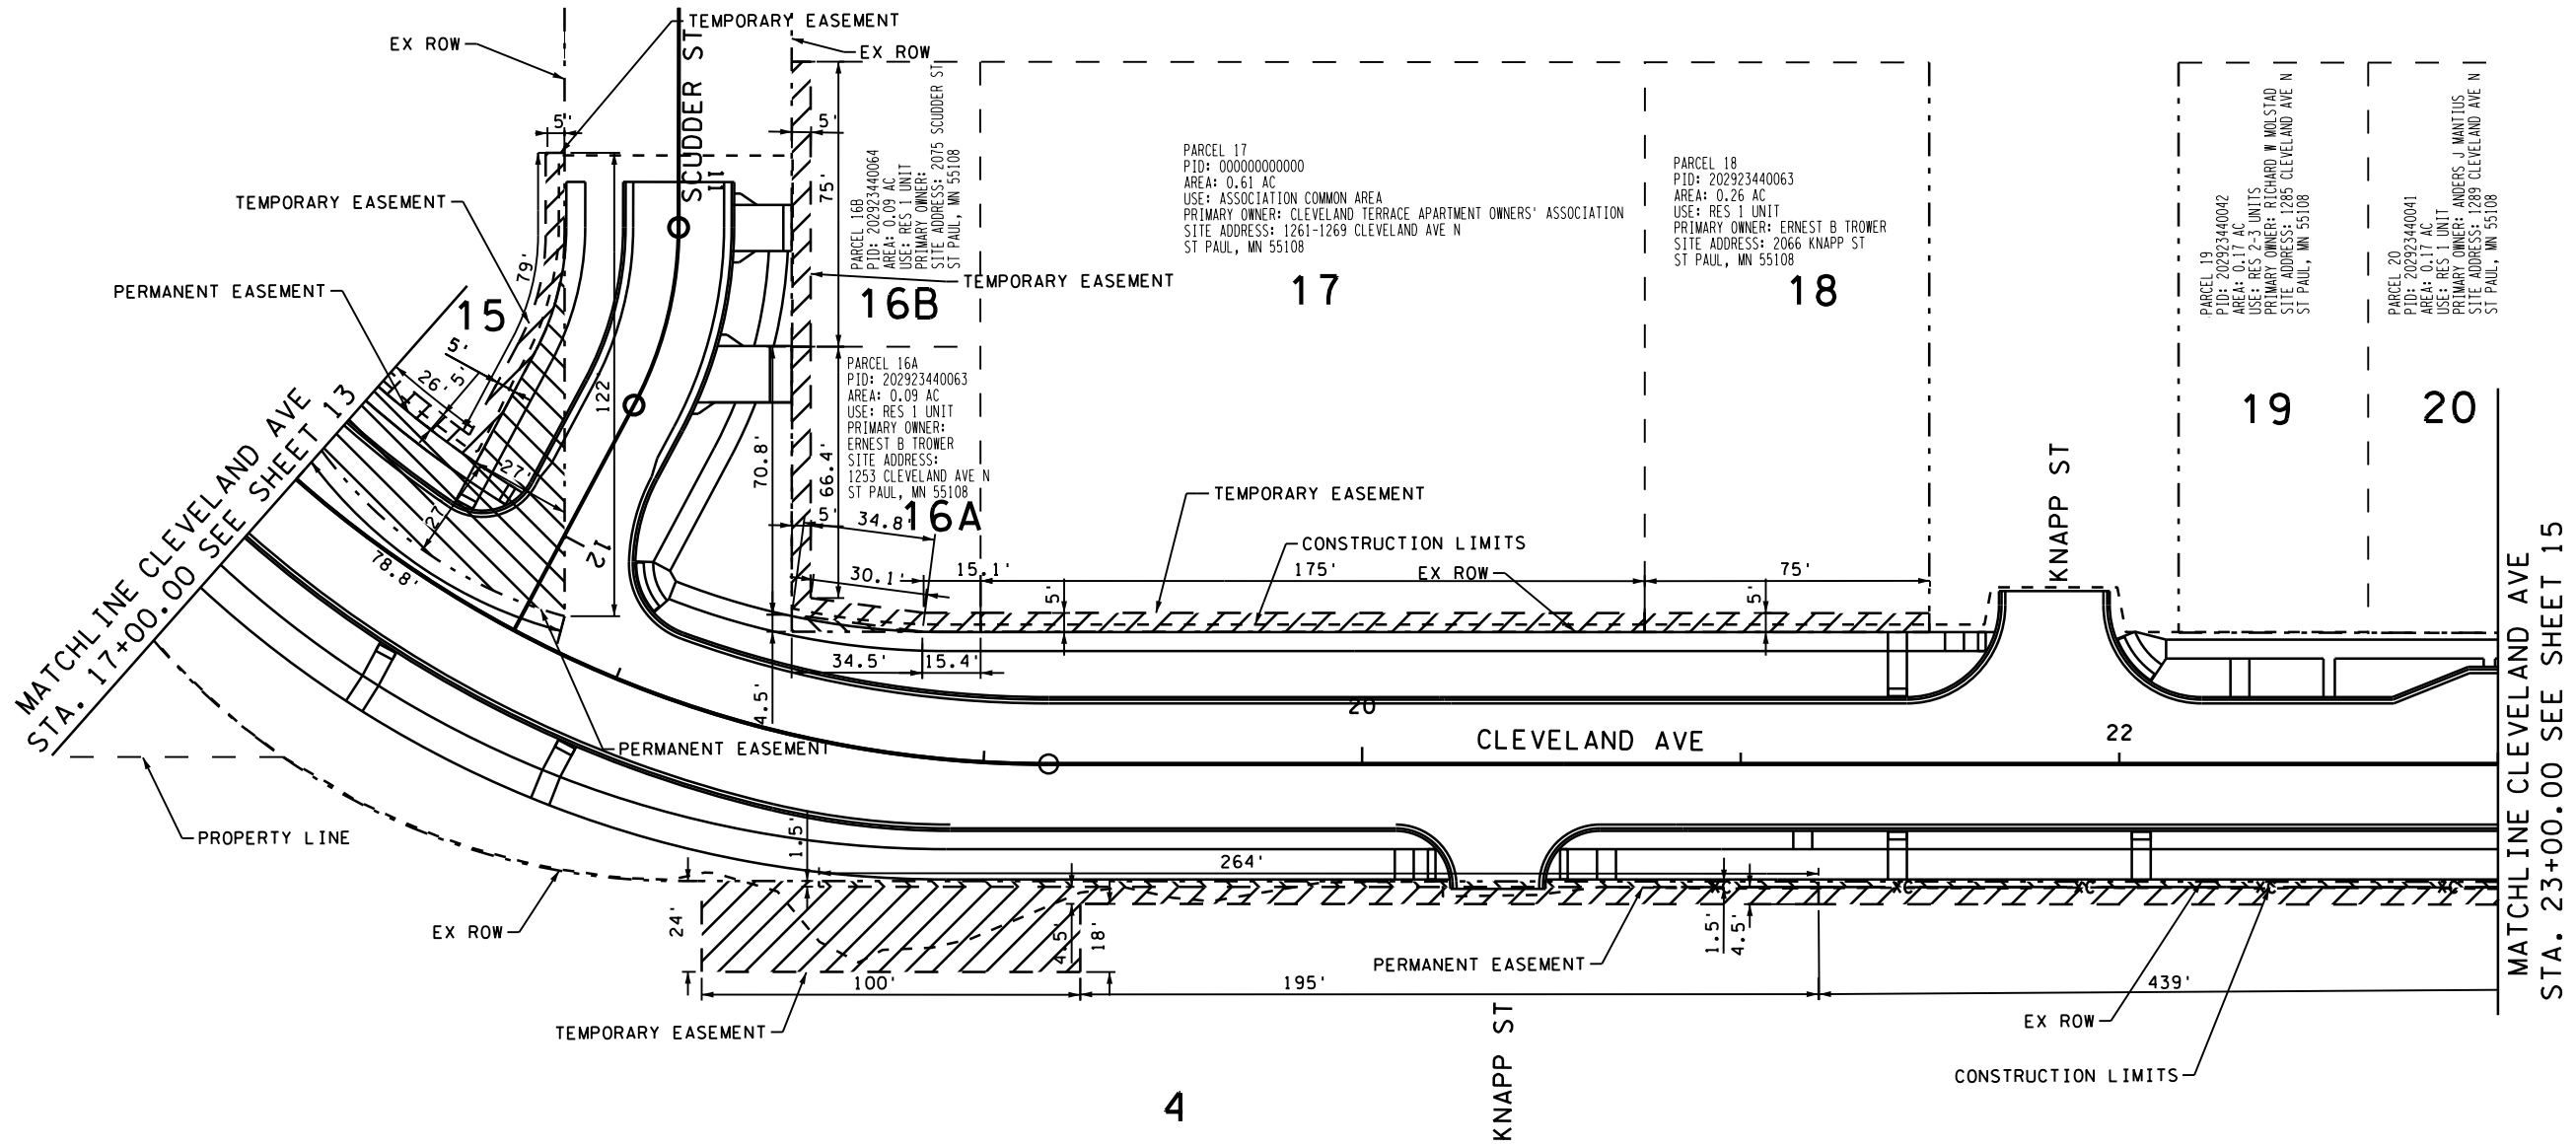 TEMPORARY EASEMENT
EX ROW
EX ROW
SCUDDER ST
5'
5'
75'
PARCEL 16B
PID: 202923440064
AREA: 0.09 AC
USE: RES 1 UNIT
PRIMARY OWNER:
SITE ADDRESS: 2075 SCUDDER ST
ST PAUL, MN 55108
PARCEL 17
PID: 000000000000
AREA: 0.61 AC
USE: ASSOCIATION COMMON AREA
PRIMARY OWNER: CLEVELAND TERRACE APARTMENT OWNERS' ASSOCIATION
SITE ADDRESS: 1261-1269 CLEVELAND AVE N
ST PAUL, MN 55108
PARCEL 18
PID: 202923440063
AREA: 0.26 AC
USE: RES 1 UNIT
PRIMARY OWNER: ERNEST B TROWER
SITE ADDRESS: 2066 KNAPP ST
ST PAUL, MN 55108
PARCEL 19
PID: 202923440042
AREA: 0.17 AC
USE: RES 2-3 UNITS
PRIMARY OWNER: RICHARD W MOLSTAD
SITE ADDRESS: 1285 CLEVELAND AVE N
ST PAUL, MN 55108
PARCEL 20
PID: 202923440041
AREA: 0.17 AC
USE: RES 1 UNIT
PRIMARY OWNER: ANDERS J MANTIUS
SITE ADDRESS: 1289 CLEVELAND AVE N
ST PAUL, MN 55108
11
TEMPORARY EASEMENT
79'
TEMPORARY EASEMENT
PERMANENT EASEMENT
15
16B
17
18
5'
26.5'
122'
PARCEL 16A
PID: 202923440063
AREA: 0.09 AC
USE: RES 1 UNIT
PRIMARY OWNER:
ERNEST B TROWER
SITE ADDRESS:
1253 CLEVELAND AVE N
ST PAUL, MN 55108
19
20
MATCHLINE CLEVELAND AVE
STA. 17+00.00 SEE SHEET 13
70.8'
66.4'
27'
27'
16A
5'
34.8'
TEMPORARY EASEMENT
KNAPP ST
CONSTRUCTION LIMITS
12
78.8'
30.1'
15.1'
175'
EX ROW
75'
5'
5'
34.5'
15.4'
4.5'
20
22
CLEVELAND AVE
PERMANENT EASEMENT
MATCHLINE CLEVELAND AVE
STA. 23+00.00 SEE SHEET 15
PROPERTY LINE
1.5'
264'
EX ROW
24'
4.5'
18'
1.5'
4.5'
PERMANENT EASEMENT
100'
195'
439'
TEMPORARY EASEMENT
EX ROW
KNAPP ST
CONSTRUCTION LIMITS
4